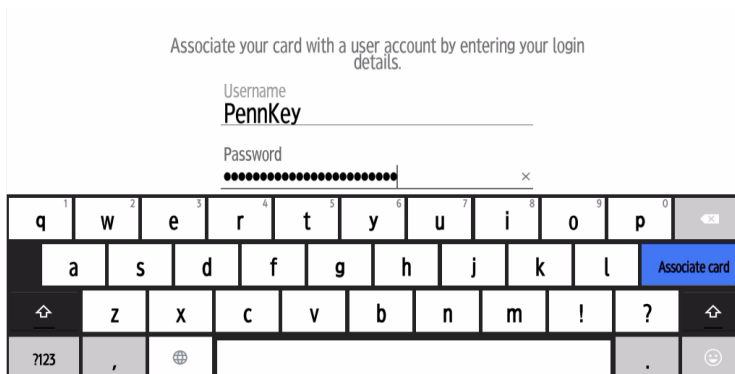 Associate your card with a user account by entering your login
details.
Username
PennKey
Password
••••••••••••••••••••••••
q 1 w 2 e 3 r 4 t 5 y 6 u 7 i 8 o 9 p 0
a s d f g h j k l Associate card
z x c v b n m ! ?
?123 , .